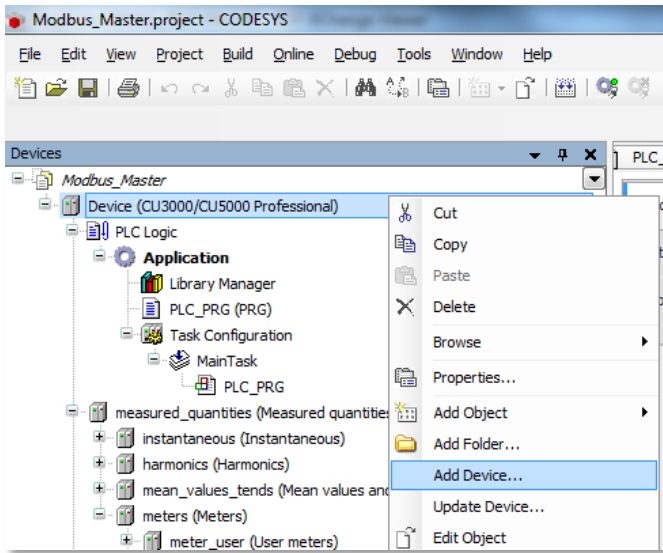 Modbus_Master.project - CODESYS
File Edit View Project Build Online Debug Tools Window Help
Devices
PLC_
Modbus_Master
Device (CU3000/CU5000 Professional)
PLC Logic
Application
Library Manager
PLC_PRG (PRG)
Task Configuration
MainTask
PLC_PRG
measured_quantities (Measured quantities
instantaneous (Instantaneous)
harmonics (Harmonics)
mean_values_tends (Mean values and
meters (Meters)
meter_user (User meters)
Cut
Copy
Paste
Delete
Browse
Properties...
Add Object
Add Folder...
Add Device...
Update Device...
Edit Object